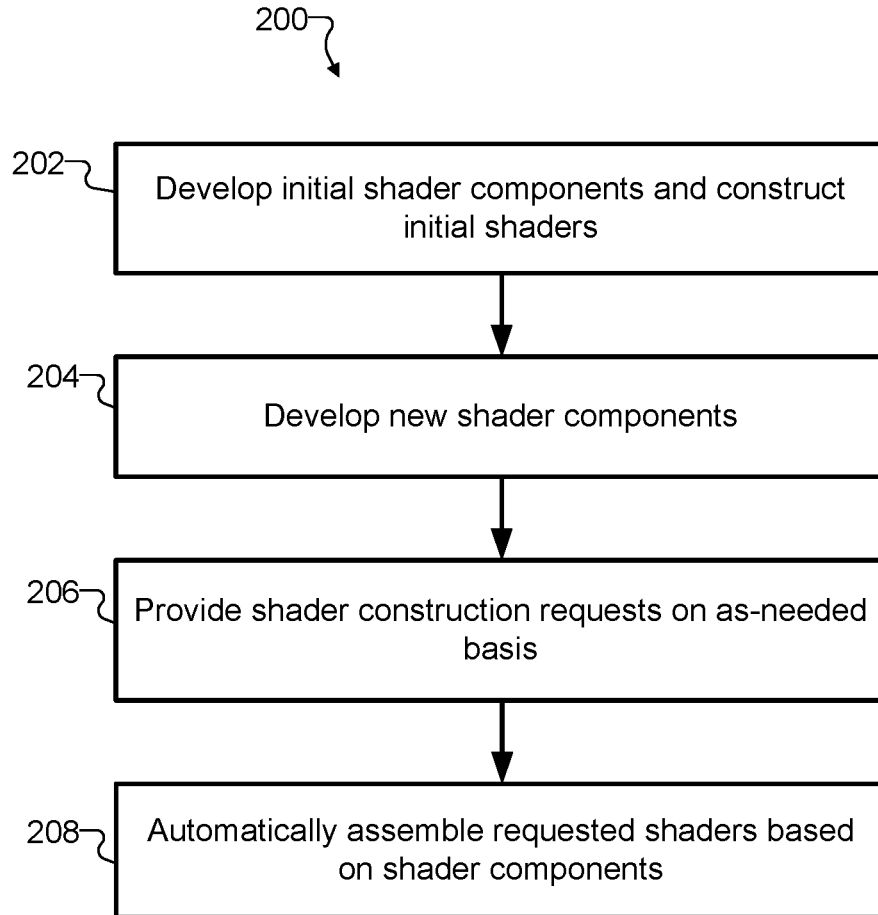 200
202
Develop initial shader components and construct
initial shaders
204
Develop new shader components
206
Provide shader construction requests on as-needed
basis
208
Automatically assemble requested shaders based
on shader components